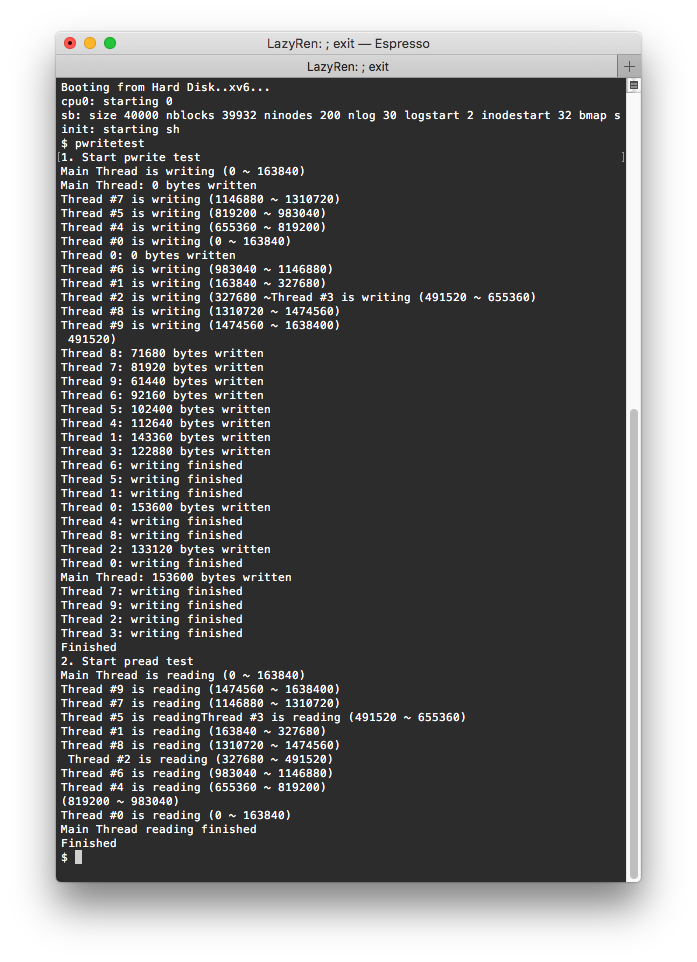 LazyRen: ; exit — Espresso
LazyRen: ; exit
Booting from Hard Disk..xv6...
cpu0: starting 0
sb: size 40000 nblocks 39932 ninodes 200 nlog 30 logstart 2 inodestart 32 bmap s
init: starting sh
$ pwritetest
[1. Start pwrite test ]
Main Thread is writing (0 ~ 163840)
Main Thread: 0 bytes written
Thread #7 is writing (1146880 ~ 1310720)
Thread #5 is writing (819200 ~ 983040)
Thread #4 is writing (655360 ~ 819200)
Thread #0 is writing (0 ~ 163840)
Thread 0: 0 bytes written
Thread #6 is writing (983040 ~ 1146880)
Thread #1 is writing (163840 ~ 327680)
Thread #2 is writing (327680 ~Thread #3 is writing (491520 ~ 655360)
Thread #8 is writing (1310720 ~ 1474560)
Thread #9 is writing (1474560 ~ 1638400)
 491520)
Thread 8: 71680 bytes written
Thread 7: 81920 bytes written
Thread 9: 61440 bytes written
Thread 6: 92160 bytes written
Thread 5: 102400 bytes written
Thread 4: 112640 bytes written
Thread 1: 143360 bytes written
Thread 3: 122880 bytes written
Thread 6: writing finished
Thread 5: writing finished
Thread 1: writing finished
Thread 0: 153600 bytes written
Thread 4: writing finished
Thread 8: writing finished
Thread 2: 133120 bytes written
Thread 0: writing finished
Main Thread: 153600 bytes written
Thread 7: writing finished
Thread 9: writing finished
Thread 2: writing finished
Thread 3: writing finished
Finished
2. Start pread test
Main Thread is reading (0 ~ 163840)
Thread #9 is reading (1474560 ~ 1638400)
Thread #7 is reading (1146880 ~ 1310720)
Thread #5 is readingThread #3 is reading (491520 ~ 655360)
Thread #1 is reading (163840 ~ 327680)
Thread #8 is reading (1310720 ~ 1474560)
 Thread #2 is reading (327680 ~ 491520)
Thread #6 is reading (983040 ~ 1146880)
Thread #4 is reading (655360 ~ 819200)
(819200 ~ 983040)
Thread #0 is reading (0 ~ 163840)
Main Thread reading finished
Finished
$